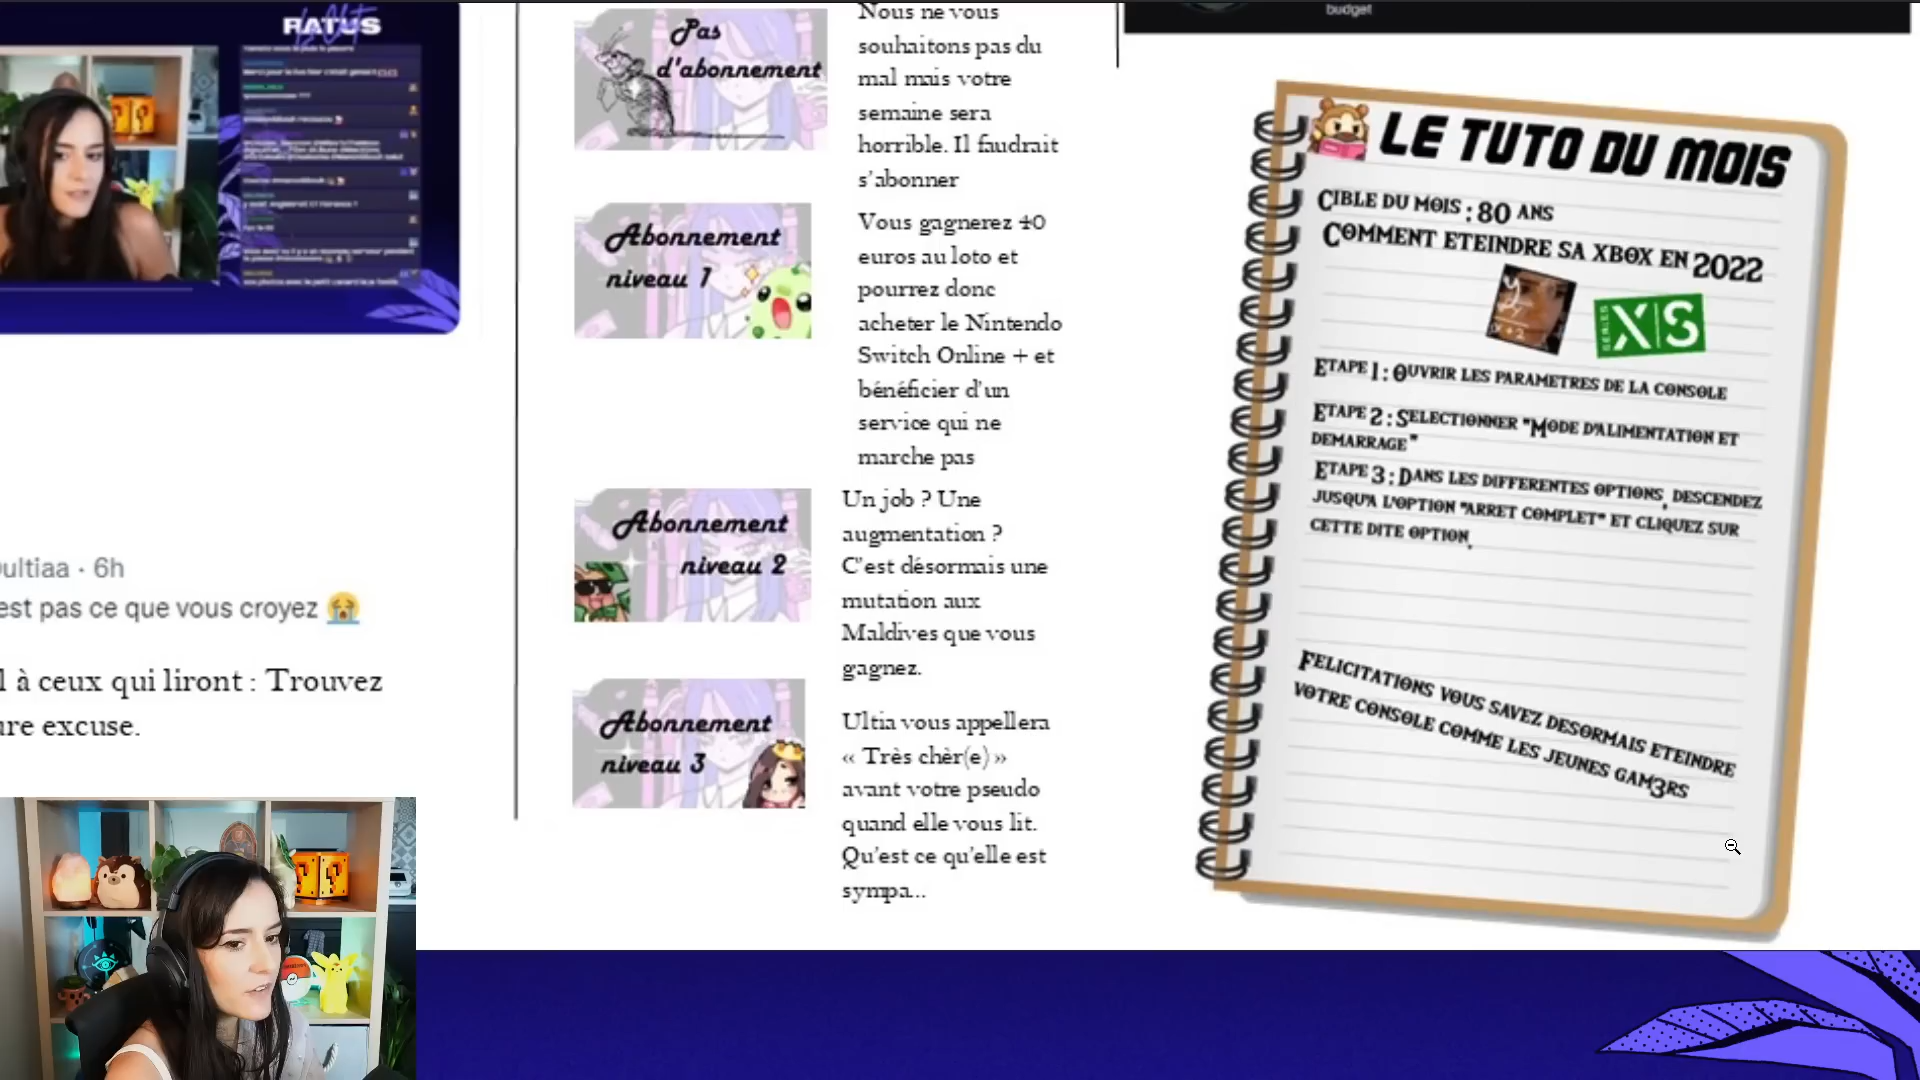 RATUS
ultiaa · 6h
est pas ce que vous croyez 😭
l à ceux qui liront : Trouvez
ure excuse.
Pas
d'abonnement
Nous ne vous
souhaitons pas du
mal mais votre
semaine sera
horrible. Il faudrait
s'abonner
Abonnement
niveau 1
Vous gagnerez 40
euros au loto et
pourrez donc
acheter le Nintendo
Switch Online + et
bénéficier d'un
service qui ne
marche pas
Abonnement
niveau 2
Un job ? Une
augmentation ?
C'est désormais une
mutation aux
Maldives que vous
gagnez.
Abonnement
niveau 3
Ultia vous appellera
« Très chèr(e) »
avant votre pseudo
quand elle vous lit.
Qu'est ce qu'elle est
sympa...
budget
LE TUTO DU MOIS
CIBLE DU MOIS : 80 ANS
COMMENT ETEINDRE SA XBOX EN 2022
SERIES X|S
ETAPE 1 : OUVRIR LES PARAMETRES DE LA CONSOLE
ETAPE 2 : SELECTIONNER "MODE D'ALIMENTATION ET
DEMARRAGE"
ETAPE 3 : DANS LES DIFFERENTES OPTIONS, DESCENDEZ
JUSQU'A L'OPTION "ARRET COMPLET" ET CLIQUEZ SUR
CETTE DITE OPTION,
FELICITATIONS VOUS SAVEZ DESORMAIS ETEINDRE
VOTRE CONSOLE COMME LES JEUNES GAM3RS